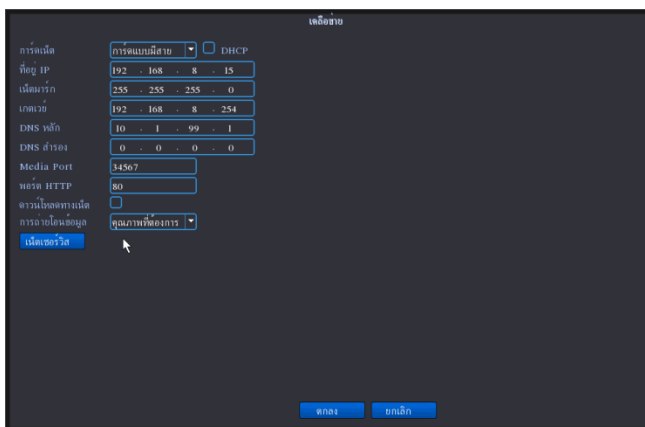 เครือข่าย
การ์ดเน็ต การ์ดแบบมีสาย DHCP
ที่อยู่ IP 192 . 168 . 8 . 15
เน็ตมาร์ก 255 . 255 . 255 . 0
เกตเวย์ 192 . 168 . 8 . 254
DNS หลัก 10 . 1 . 99 . 1
DNS สำรอง 0 . 0 . 0 . 0
Media Port 34567
พอร์ต HTTP 80
ดาวน์โหลดทางเน็ต
การถ่ายโอนข้อมูล คุณภาพที่ต้องการ
เน็ตเซอร์วิส
ตกลง ยกเลิก